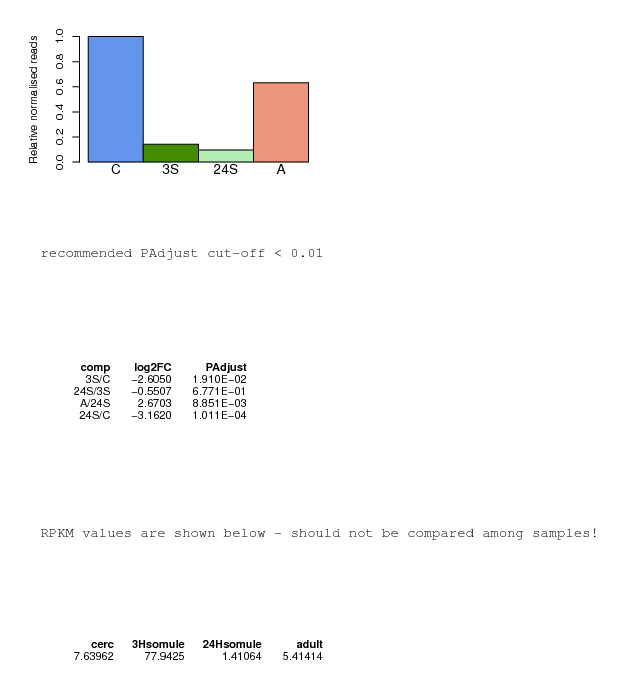 Relative normalised reads
1.0
0.8
0.6
0.4
0.2
0.0
C 3S 24S A
recommended PAdjust cut-off < 0.01
comp log2FC PAdjust
3S/C −2.6050 1.910E−02
24S/3S −0.5507 6.771E−01
A/24S 2.6703 8.851E−03
24S/C −3.1620 1.011E−04
RPKM values are shown below - should not be compared among samples!
cerc 3Hsomule 24Hsomule adult
7.63962 77.9425 1.41064 5.41414